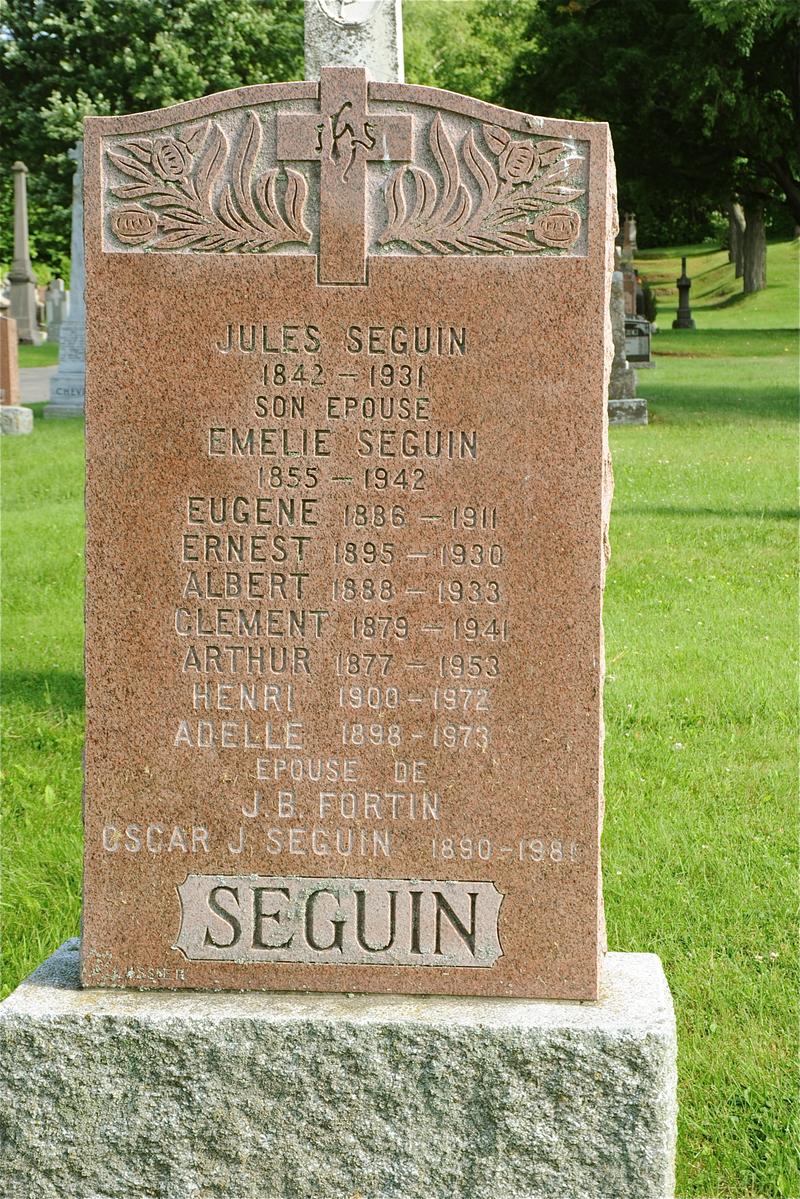 IHS
JULES SEGUIN
1842 - 1931
SON EPOUSE
EMELIE SEGUIN
1855 - 1942
EUGENE 1886 - 1911
ERNEST 1895 - 1930
ALBERT 1888 - 1933
CLEMENT 1879 - 1941
ARTHUR 1877 - 1953
HENRI 1900 - 1972
ADELLE 1898 - 1973
EPOUSE DE
J.B. FORTIN
OSCAR J. SEGUIN 1890 - 1981
SEGUIN